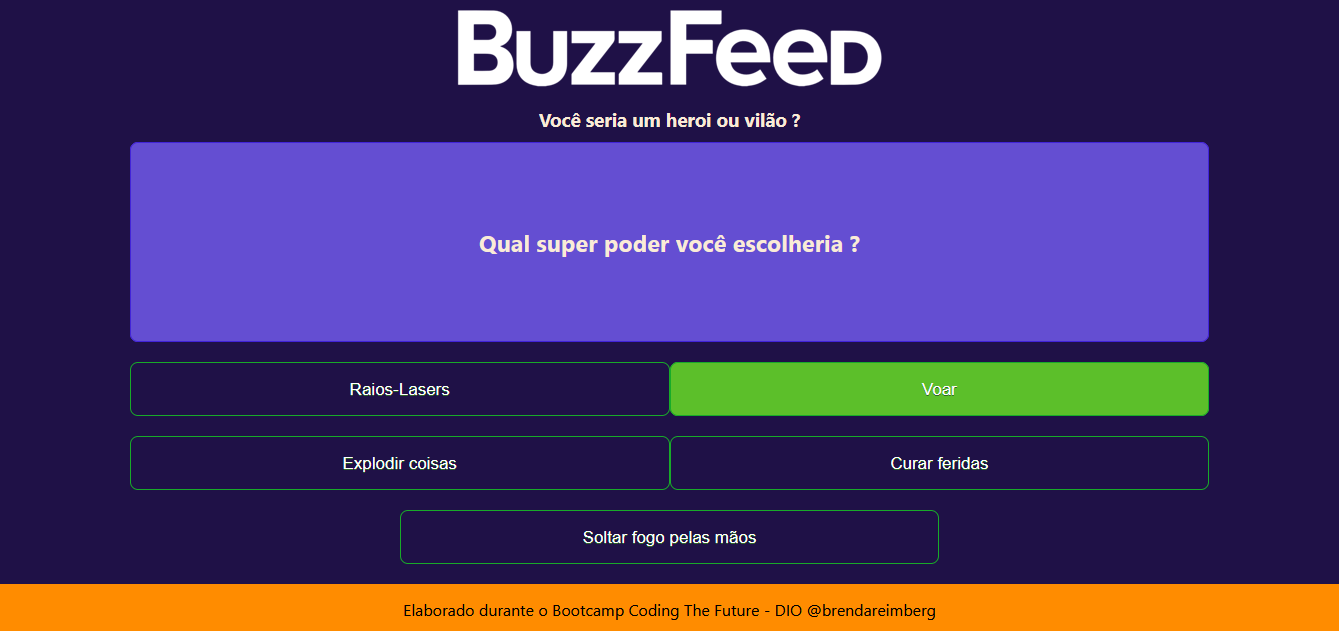 BuzzFeed
Você seria um heroi ou vilão ?
Qual super poder você escolheria ?
Raios-Lasers
Voar
Explodir coisas
Curar feridas
Soltar fogo pelas mãos
Elaborado durante o Bootcamp Coding The Future - DIO @brendareimberg